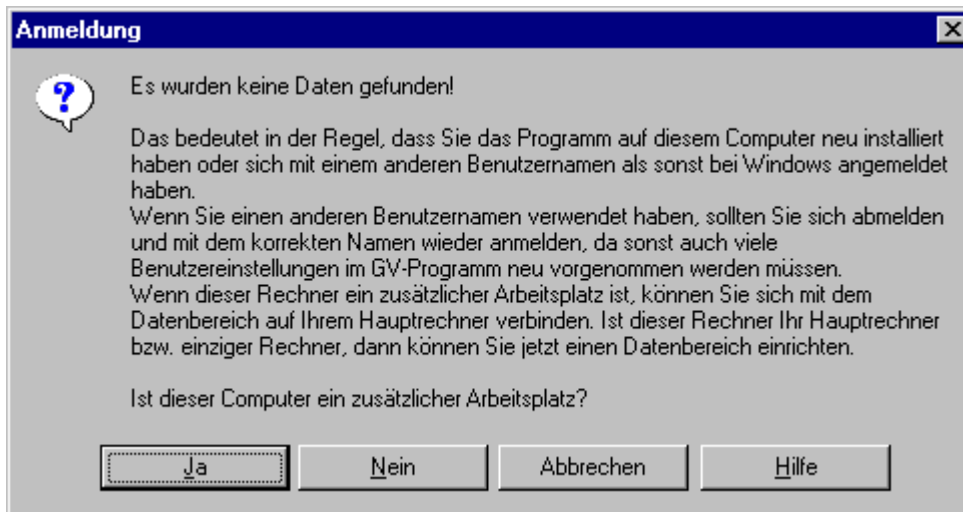 Anmeldung
Es wurden keine Daten gefunden!
Das bedeutet in der Regel, dass Sie das Programm auf diesem Computer neu installiert
haben oder sich mit einem anderen Benutzernamen als sonst bei Windows angemeldet
haben.
Wenn Sie einen anderen Benutzernamen verwendet haben, sollten Sie sich abmelden
und mit dem korrekten Namen wieder anmelden, da sonst auch viele
Benutzereinstellungen im GV-Programm neu vorgenommen werden müssen.
Wenn dieser Rechner ein zusätzlicher Arbeitsplatz ist, können Sie sich mit dem
Datenbereich auf Ihrem Hauptrechner verbinden. Ist dieser Rechner Ihr Hauptrechner
bzw. einziger Rechner, dann können Sie jetzt einen Datenbereich einrichten.
Ist dieser Computer ein zusätzlicher Arbeitsplatz?
Ja Nein Abbrechen Hilfe